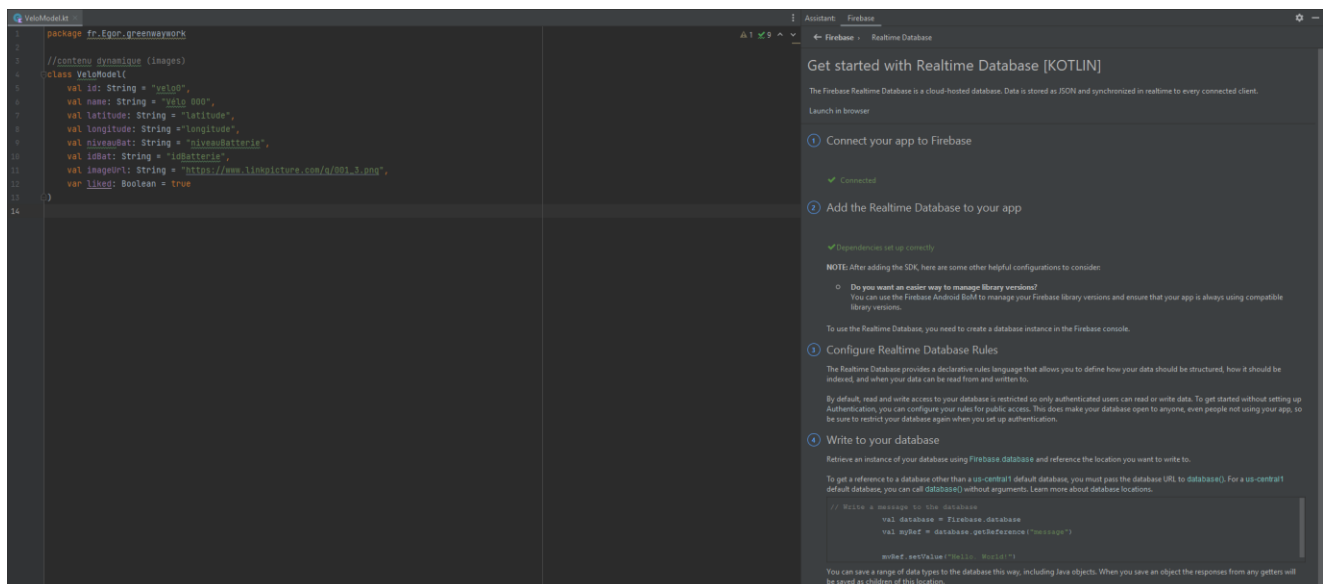 VeloModel.kt
1 package fr.Egor.greenwaywork
2
3 //contenu dynamique (images)
4 class VeloModel(
5 val id: String = "velo0",
6 val name: String = "Vélo 000",
7 val latitude: String = "latitude",
8 val longitude: String ="longitude",
9 val niveauBat: String = "niveauBatterie",
10 val idBat: String = "idBatterie",
11 val imageUrl: String = "https://www.linkpicture.com/q/001_3.png",
12 var liked: Boolean = true
13 )
14
1 9
Assistant: Firebase
← Firebase › Realtime Database
Get started with Realtime Database [KOTLIN]
The Firebase Realtime Database is a cloud-hosted database. Data is stored as JSON and synchronized in realtime to every connected client.
Launch in browser
1 Connect your app to Firebase
✔ Connected
2 Add the Realtime Database to your app
✔ Dependencies set up correctly
NOTE: After adding the SDK, here are some other helpful configurations to consider:
Do you want an easier way to manage library versions?
You can use the Firebase Android BoM to manage your Firebase library versions and ensure that your app is always using compatible
library versions.
To use the Realtime Database, you need to create a database instance in the Firebase console.
3 Configure Realtime Database Rules
The Realtime Database provides a declarative rules language that allows you to define how your data should be structured, how it should be
indexed, and when your data can be read from and written to.
By default, read and write access to your database is restricted so only authenticated users can read or write data. To get started without setting up
Authentication, you can configure your rules for public access. This does make your database open to anyone, even people not using your app, so
be sure to restrict your database again when you set up authentication.
4 Write to your database
Retrieve an instance of your database using Firebase.database and reference the location you want to write to.
To get a reference to a database other than a us-central1 default database, you must pass the database URL to database(). For a us-central1
default database, you can call database() without arguments. Learn more about database locations.
// Write a message to the database
val database = Firebase.database
val myRef = database.getReference("message")
myRef.setValue("Hello, World!")
You can save a range of data types to the database this way, including Java objects. When you save an object the responses from any getters will
be saved as children of this location.